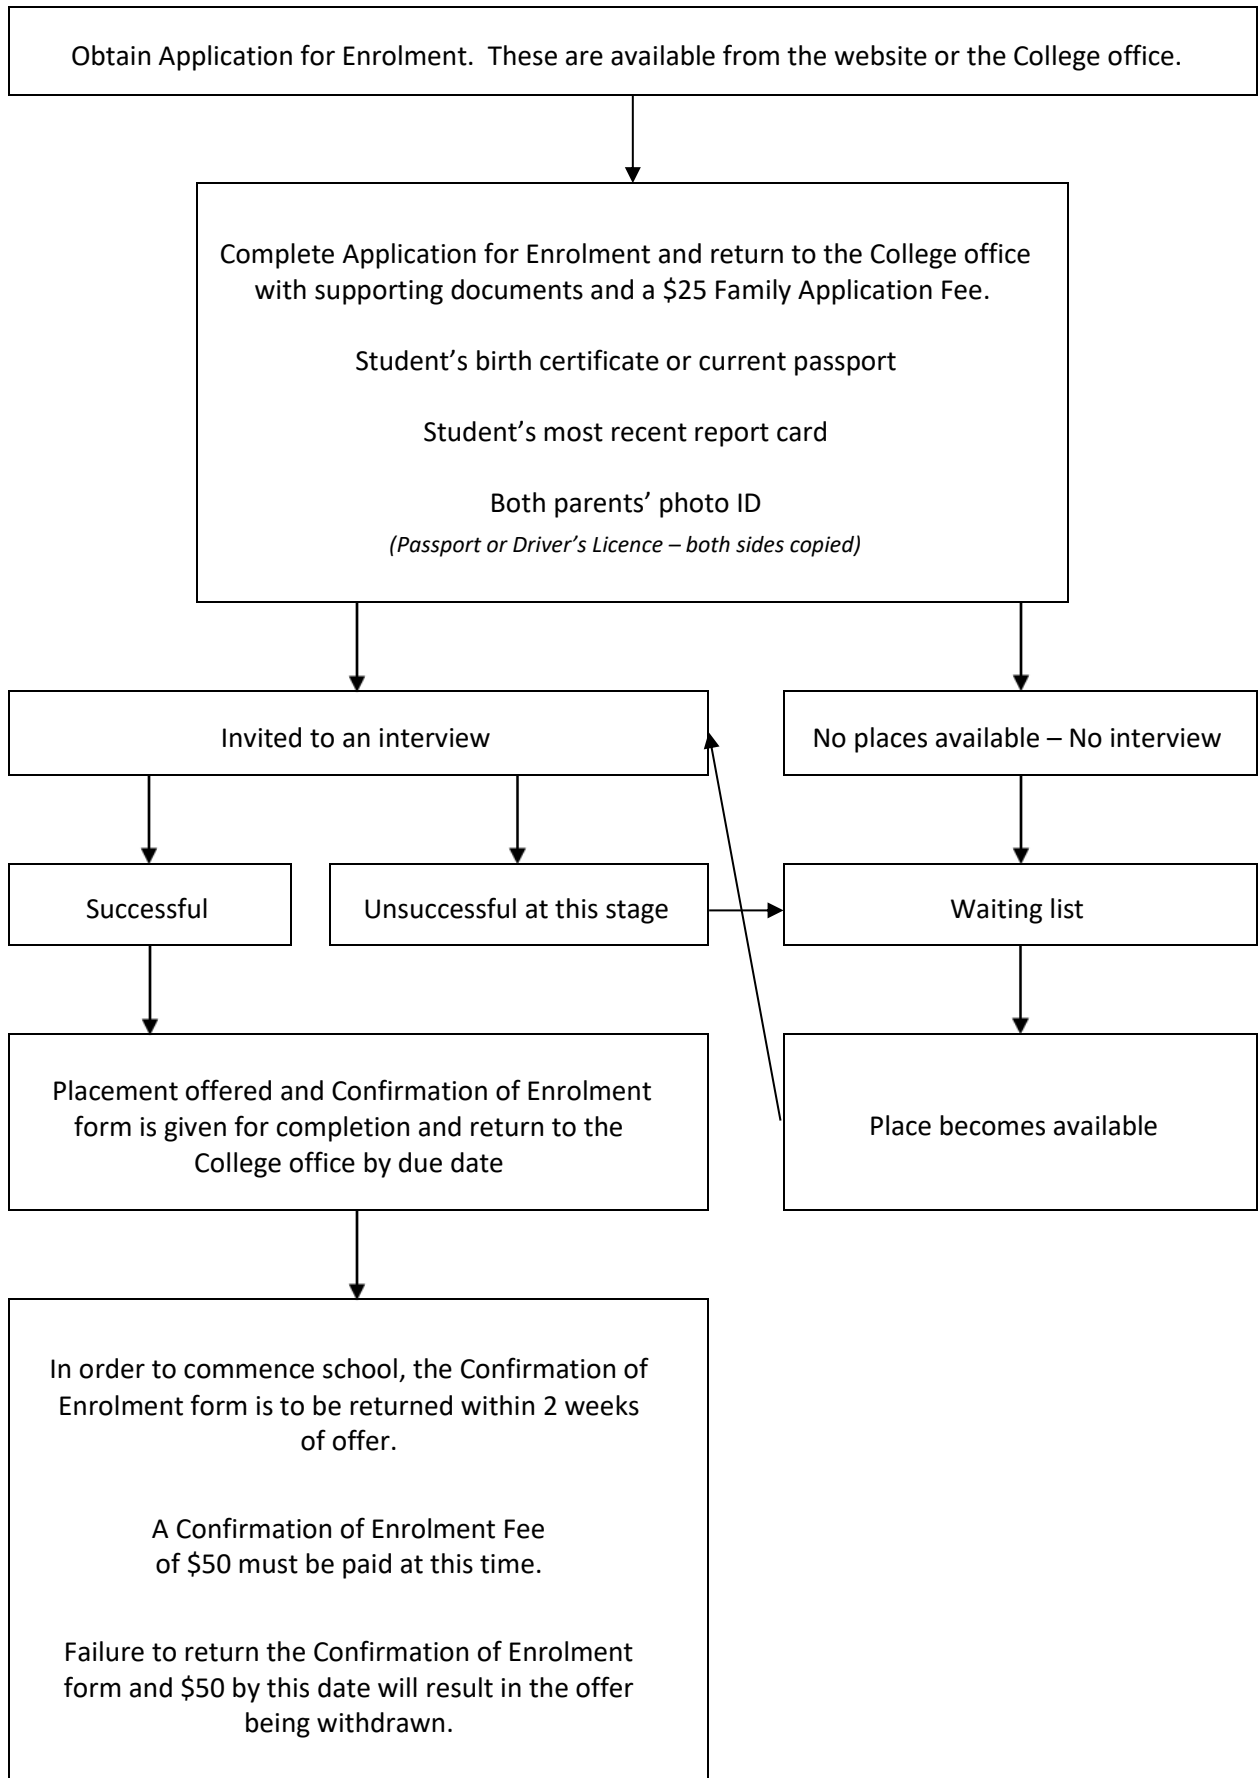 Obtain Application for Enrolment.  These are available from the website or the College office.
Complete Application for Enrolment and return to the College office
with supporting documents and a $25 Family Application Fee.
Student’s birth certificate or current passport
Student’s most recent report card
Both parents’ photo ID
(Passport or Driver’s Licence – both sides copied)
Invited to an interview
No places available – No interview
Successful
Unsuccessful at this stage
Waiting list
Placement offered and Confirmation of Enrolment
form is given for completion and return to the
College office by due date
Place becomes available
In order to commence school, the Confirmation of
Enrolment form is to be returned within 2 weeks
of offer.
A Confirmation of Enrolment Fee
of $50 must be paid at this time.
Failure to return the Confirmation of Enrolment
form and $50 by this date will result in the offer
being withdrawn.